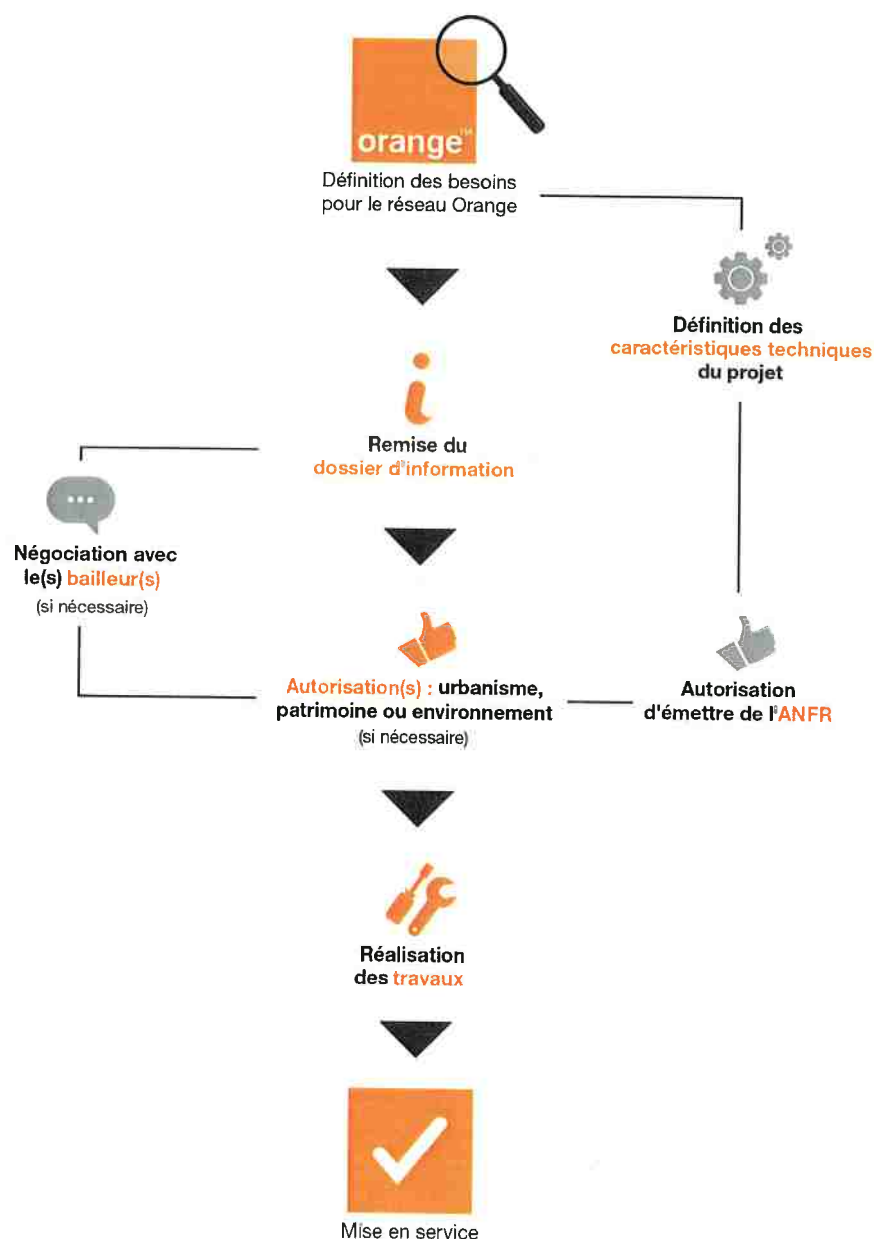 orange™
Définition des besoins
pour le réseau Orange
Définition des
caractéristiques techniques
du projet
Remise du
dossier d'information
Négociation avec
le(s) bailleur(s)
(si nécessaire)
Autorisation(s) : urbanisme,
patrimoine ou environnement
(si nécessaire)
Autorisation
d'émettre de l'ANFR
Réalisation
des travaux
Mise en service